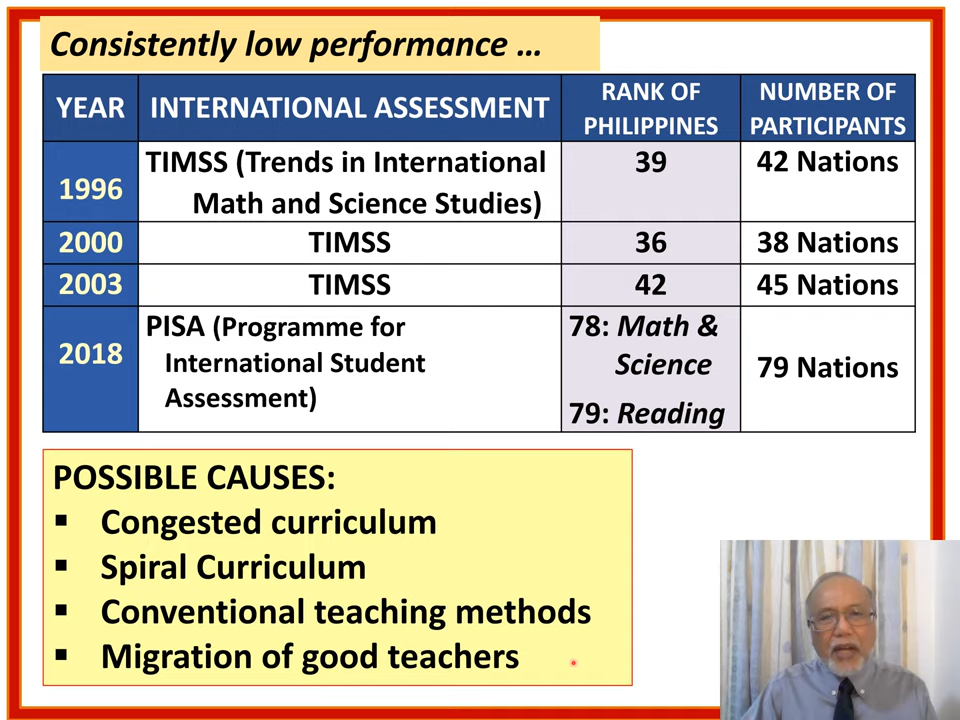 Consistently low performance ...
YEAR INTERNATIONAL ASSESSMENT RANK OF PHILIPPINES NUMBER OF PARTICIPANTS
1996 TIMSS (Trends in International 39 42 Nations
Math and Science Studies)
2000 TIMSS 36 38 Nations
2003 TIMSS 42 45 Nations
2018 PISA (Programme for International Student Assessment) 78: Math & Science 79 Nations
79: Reading
POSSIBLE CAUSES:
▪ Congested curriculum
▪ Spiral Curriculum
▪ Conventional teaching methods
▪ Migration of good teachers